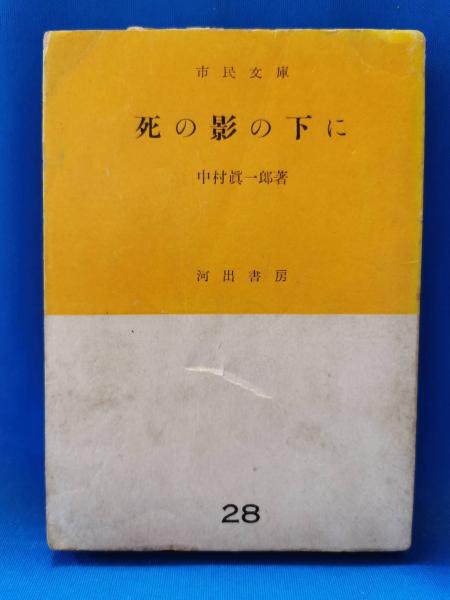 市民文庫
死の影の下に
中村眞一郎著
河出書房
28